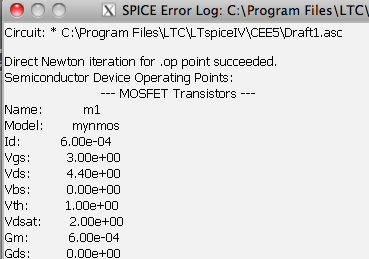 SPICE Error Log: C:\Program Files\LTC\
Circuit: * C:\Program Files\LTC\LTspiceIV\CEE5\Draft1.asc
Direct Newton iteration for .op point succeeded.
Semiconductor Device Operating Points:
--- MOSFET Transistors ---
Name: m1
Model: mynmos
Id: 6.00e-04
Vgs: 3.00e+00
Vds: 4.40e+00
Vbs: 0.00e+00
Vth: 1.00e+00
Vdsat: 2.00e+00
Gm: 6.00e-04
Gds: 0.00e+00